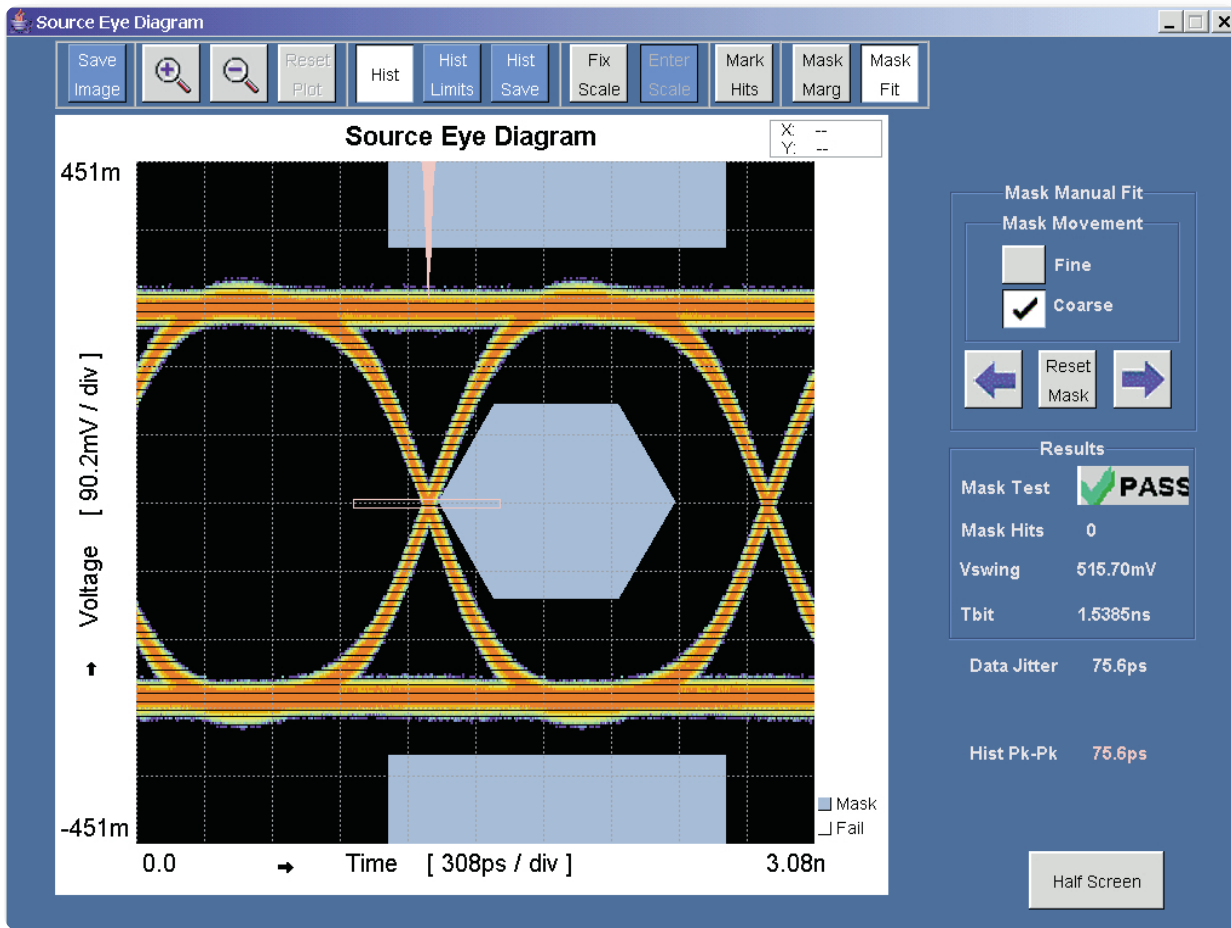 Source Eye Diagram
Save Image
Reset Plot
Hist
Hist Limits
Hist Save
Fix Scale
Enter Scale
Mark Hits
Mask Marg
Mask Fit
Source Eye Diagram
X: --
Y: --
451m
Voltage [ 90.2mV / div ]
-451m
0.0
Time [ 308ps / div ]
3.08n
Mask
Fail
Mask Manual Fit
Mask Movement
Fine
Coarse
Reset Mask
Results
Mask Test PASS
Mask Hits 0
Vswing 515.70mV
Tbit 1.5385ns
Data Jitter 75.6ps
Hist Pk-Pk 75.6ps
Half Screen